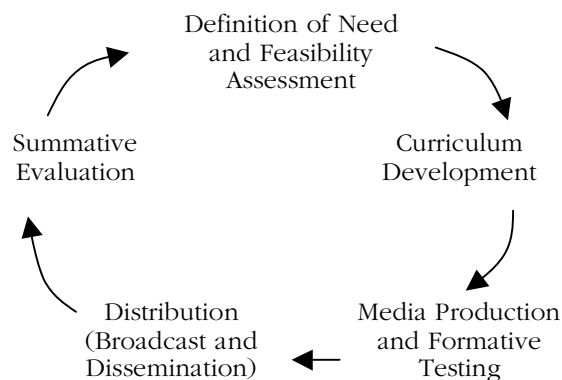 Definition of Need
and Feasibility
Assessment
Curriculum
Development
Media Production
and Formative
Testing
Distribution
(Broadcast and
Dissemination)
Summative
Evaluation